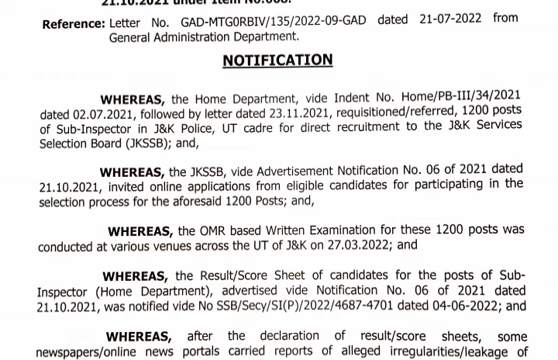 21.10.2021 under Item No.068.
Reference: Letter No. GAD-MTG0RBIV/135/2022-09-GAD dated 21-07-2022 from
General Administration Department.
NOTIFICATION
WHEREAS, the Home Department, vide Indent No. Home/PB-III/34/2021
dated 02.07.2021, followed by letter dated 23.11.2021, requisitioned/referred, 1200 posts
of Sub-Inspector in J&K Police, UT cadre for direct recruitment to the J&K Services
Selection Board (JKSSB); and,
WHEREAS, the JKSSB, vide Advertisement Notification No. 06 of 2021 dated
21.10.2021, invited online applications from eligible candidates for participating in the
selection process for the aforesaid 1200 Posts; and,
WHEREAS, the OMR based Written Examination for these 1200 posts was
conducted at various venues across the UT of J&K on 27.03.2022; and
WHEREAS, the Result/Score Sheet of candidates for the posts of Sub-
Inspector (Home Department), advertised vide Notification No. 06 of 2021 dated
21.10.2021, was notified vide No SSB/Secy/SI(P)/2022/4687-4701 dated 04-06-2022; and
WHEREAS, after the declaration of result/score sheets, some
newspapers/online news portals carried reports of alleged irregularities/leakage of